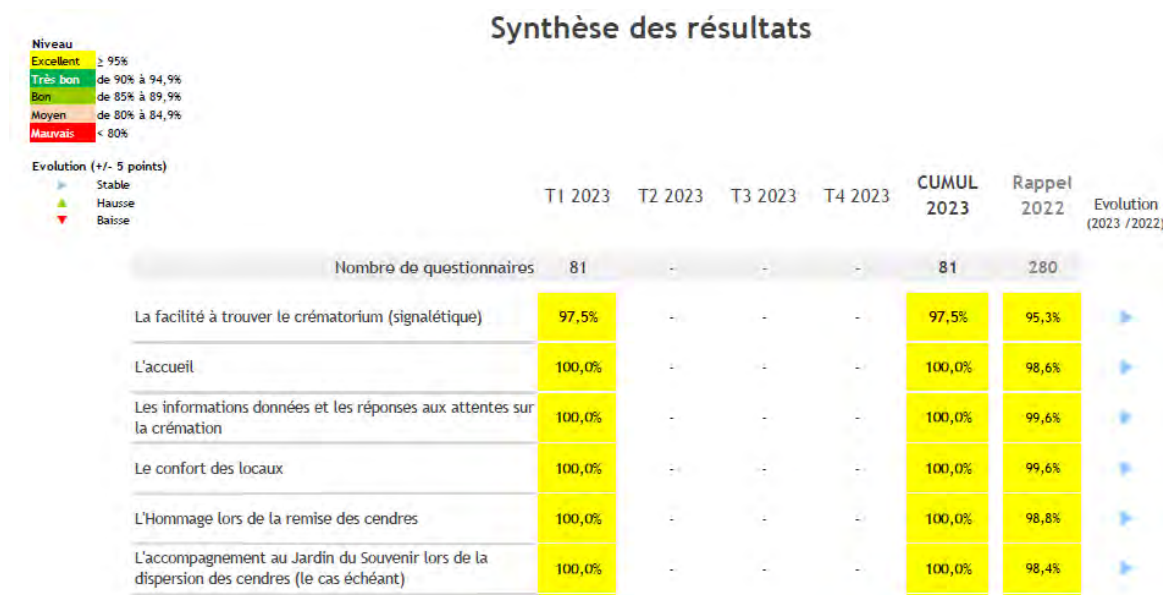 Synthèse des résultats
Niveau
Excellent ≥ 95%
Très bon de 90% à 94,9%
Bon de 85% à 89,9%
Moyen de 80% à 84,9%
Mauvais < 80%
Evolution (+/- 5 points)
Stable
Hausse
Baisse
T1 2023 T2 2023 T3 2023 T4 2023 CUMUL 2023 Rappel 2022 Evolution (2023 /2022)
Nombre de questionnaires 81 - - - 81 280
La facilité à trouver le crématorium (signalétique) 97,5% - - - 97,5% 95,3%
L'accueil 100,0% - - - 100,0% 98,6%
Les informations données et les réponses aux attentes sur
la crémation 100,0% - - - 100,0% 99,6%
Le confort des locaux 100,0% - - - 100,0% 99,6%
L'Hommage lors de la remise des cendres 100,0% - - - 100,0% 98,8%
L'accompagnement au Jardin du Souvenir lors de la
dispersion des cendres (le cas échéant) 100,0% - - - 100,0% 98,4%